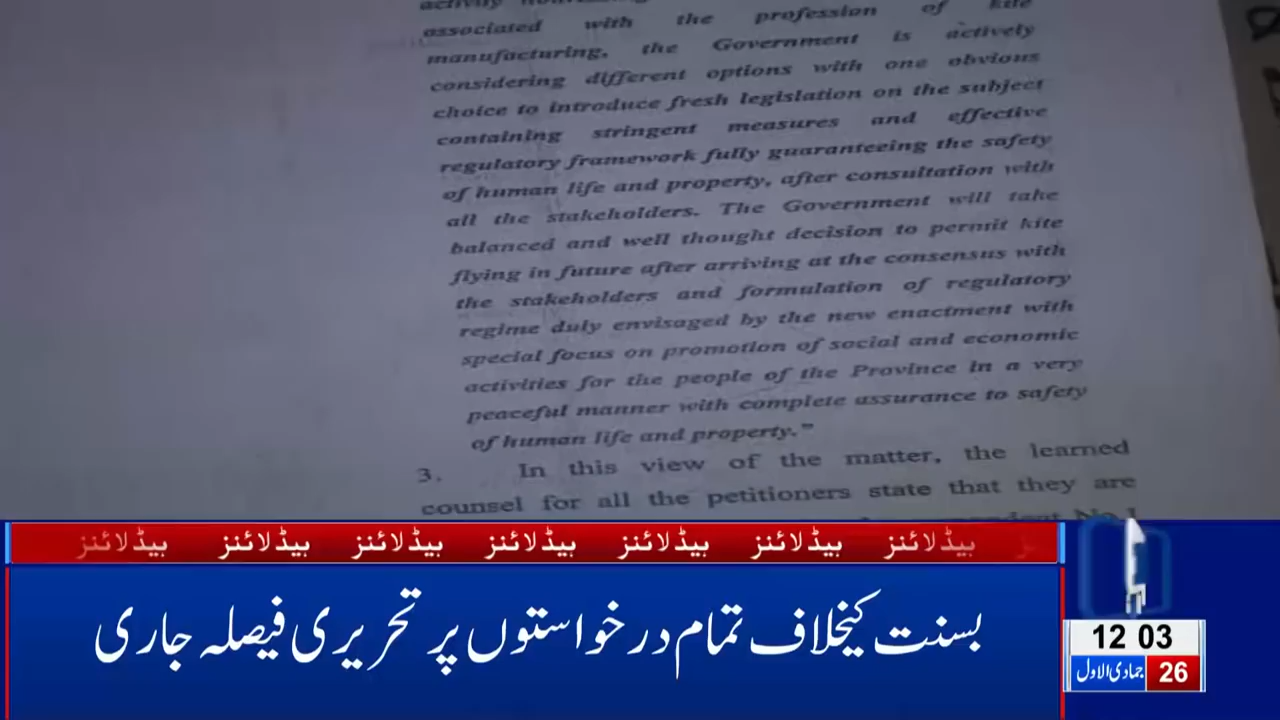 associated with the profession of kite
manufacturing, the Government is actively
considering different options with one obvious
choice to introduce fresh legislation on the subject
containing stringent measures and effective
regulatory framework fully guaranteeing the safety
of human life and property, after consultation with
all the stakeholders. The Government will take
balanced and well thought decision to permit kite
flying in future after arriving at the consensus with
the stakeholders and formulation of regulatory
regime duly envisaged by the new enactment with
special focus on promotion of social and economic
activities for the people of the Province in a very
peaceful manner with complete assurance to safety
of human life and property."
3. In this view of the matter, the learned
counsel for all the petitioners state that they are
ہیڈلائنز ہیڈلائنز ہیڈلائنز ہیڈلائنز ہیڈلائنز ہیڈلائنز ہیڈلائنز
بسنت کیخلاف تمام درخواستوں پر تحریری فیصلہ جاری
12 03
26 جمادی الاول